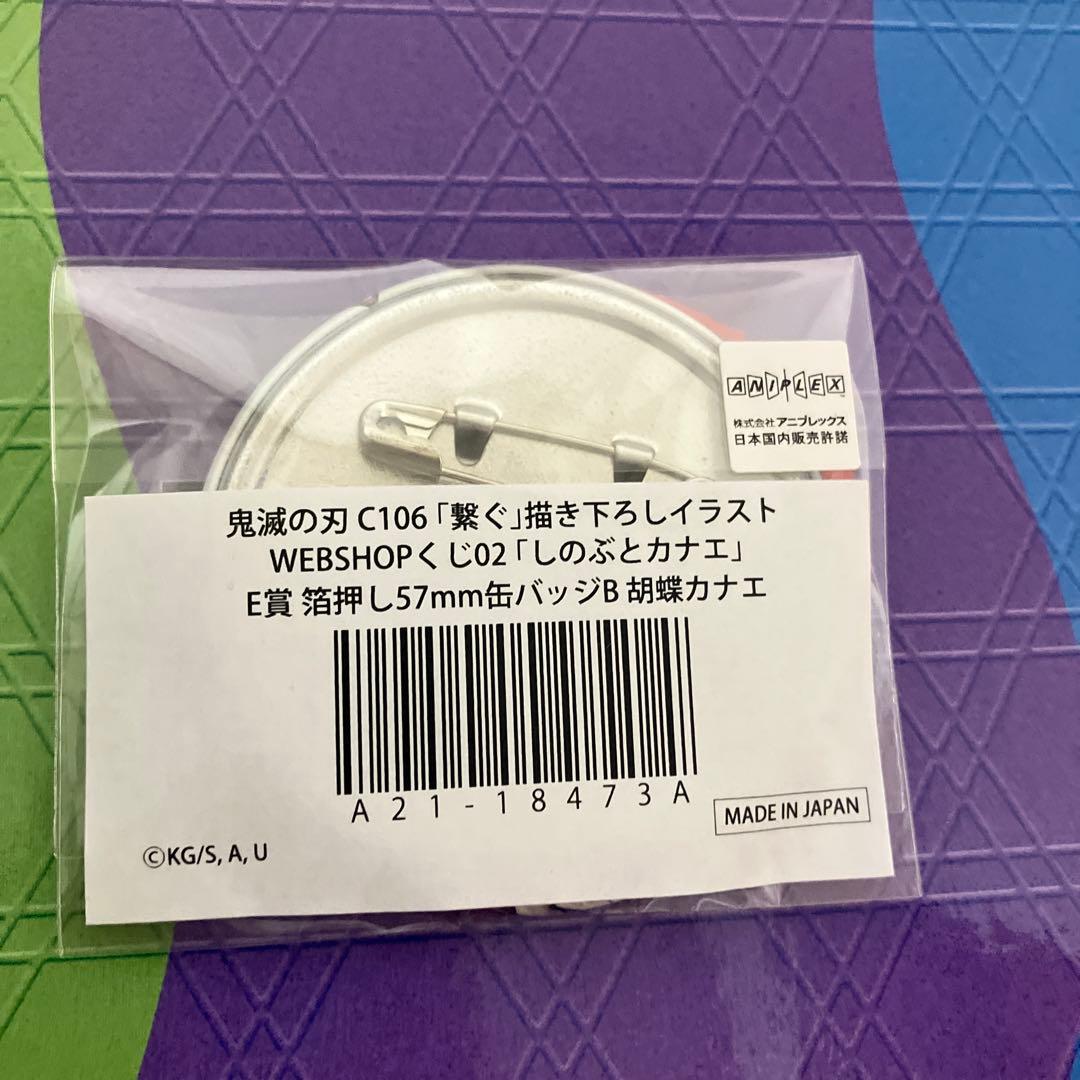 ANIPLEX
株式会社 アニプレックス
日本国内販売許諾
鬼滅の刃 C106「繋ぐ」描き下ろしイラスト
WEBSHOPくじ02「しのぶとカナエ」
E賞 箔押し57mm缶バッジB 胡蝶カナエ
A21-18473A
MADE IN JAPAN
©KG/S, A, U